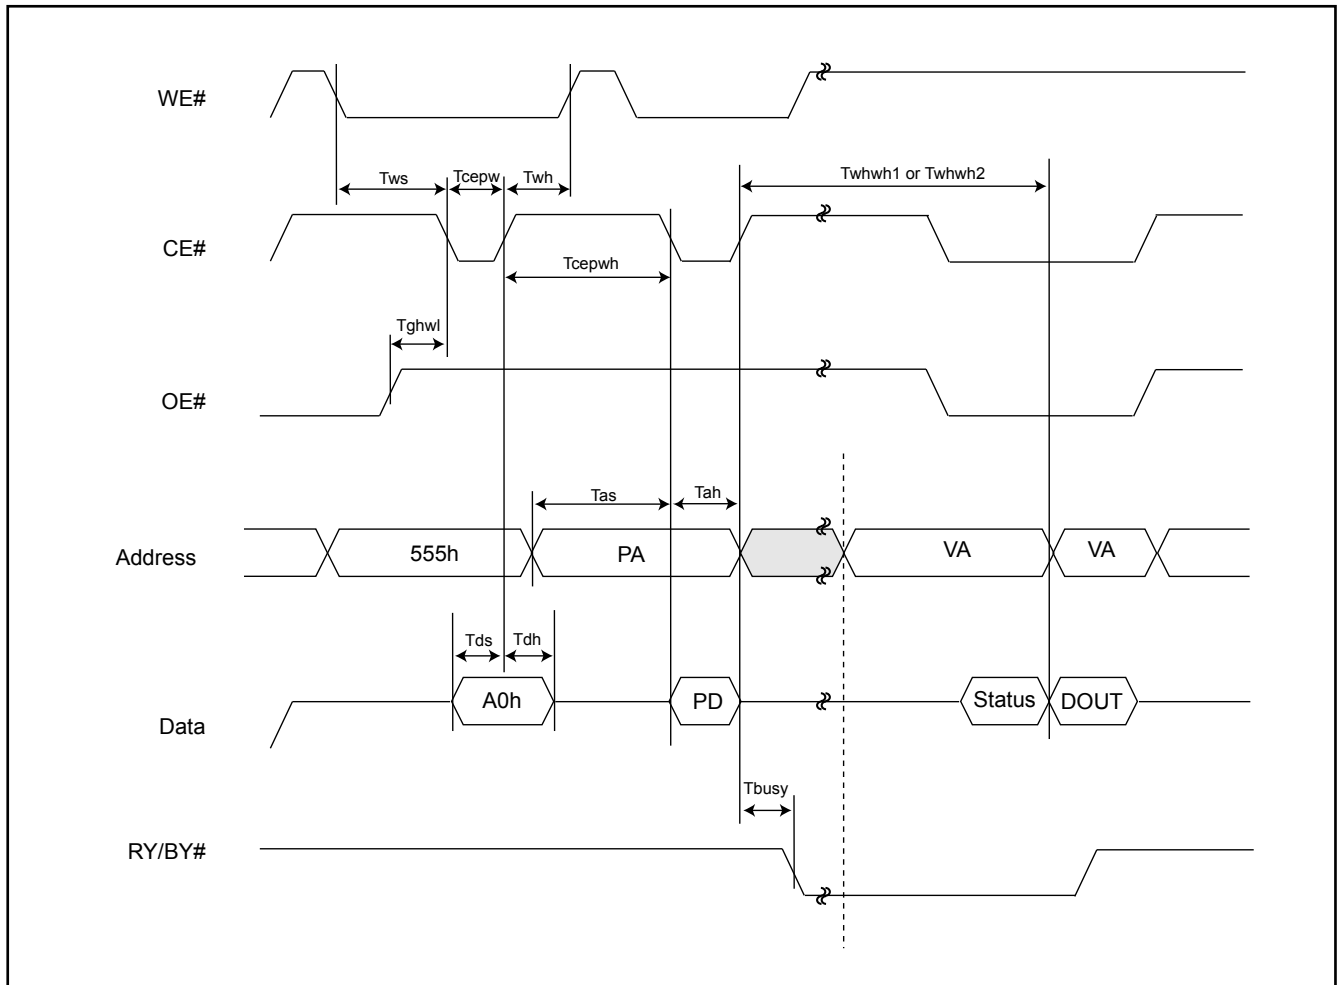 WE#
Tws Tcepw Twh Twhwh1 or Twhwh2
CE#
Tcepwh
Tghwl
OE#
Tas Tah
Address 555h PA VA VA
Tds Tdh
Data A0h PD Status DOUT
Tbusy
RY/BY#